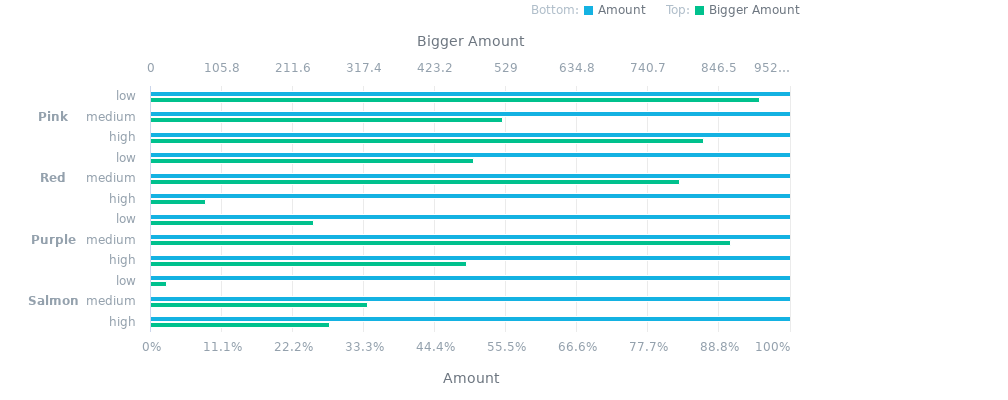 Bottom: Amount Top: Bigger Amount
Bigger Amount
0 105.8 211.6 317.4 423.2 529 634.8 740.7 846.5 952...
low
Pink medium
high
low
Red medium
high
low
Purple medium
high
low
Salmon medium
high
0% 11.1% 22.2% 33.3% 44.4% 55.5% 66.6% 77.7% 88.8% 100%
Amount